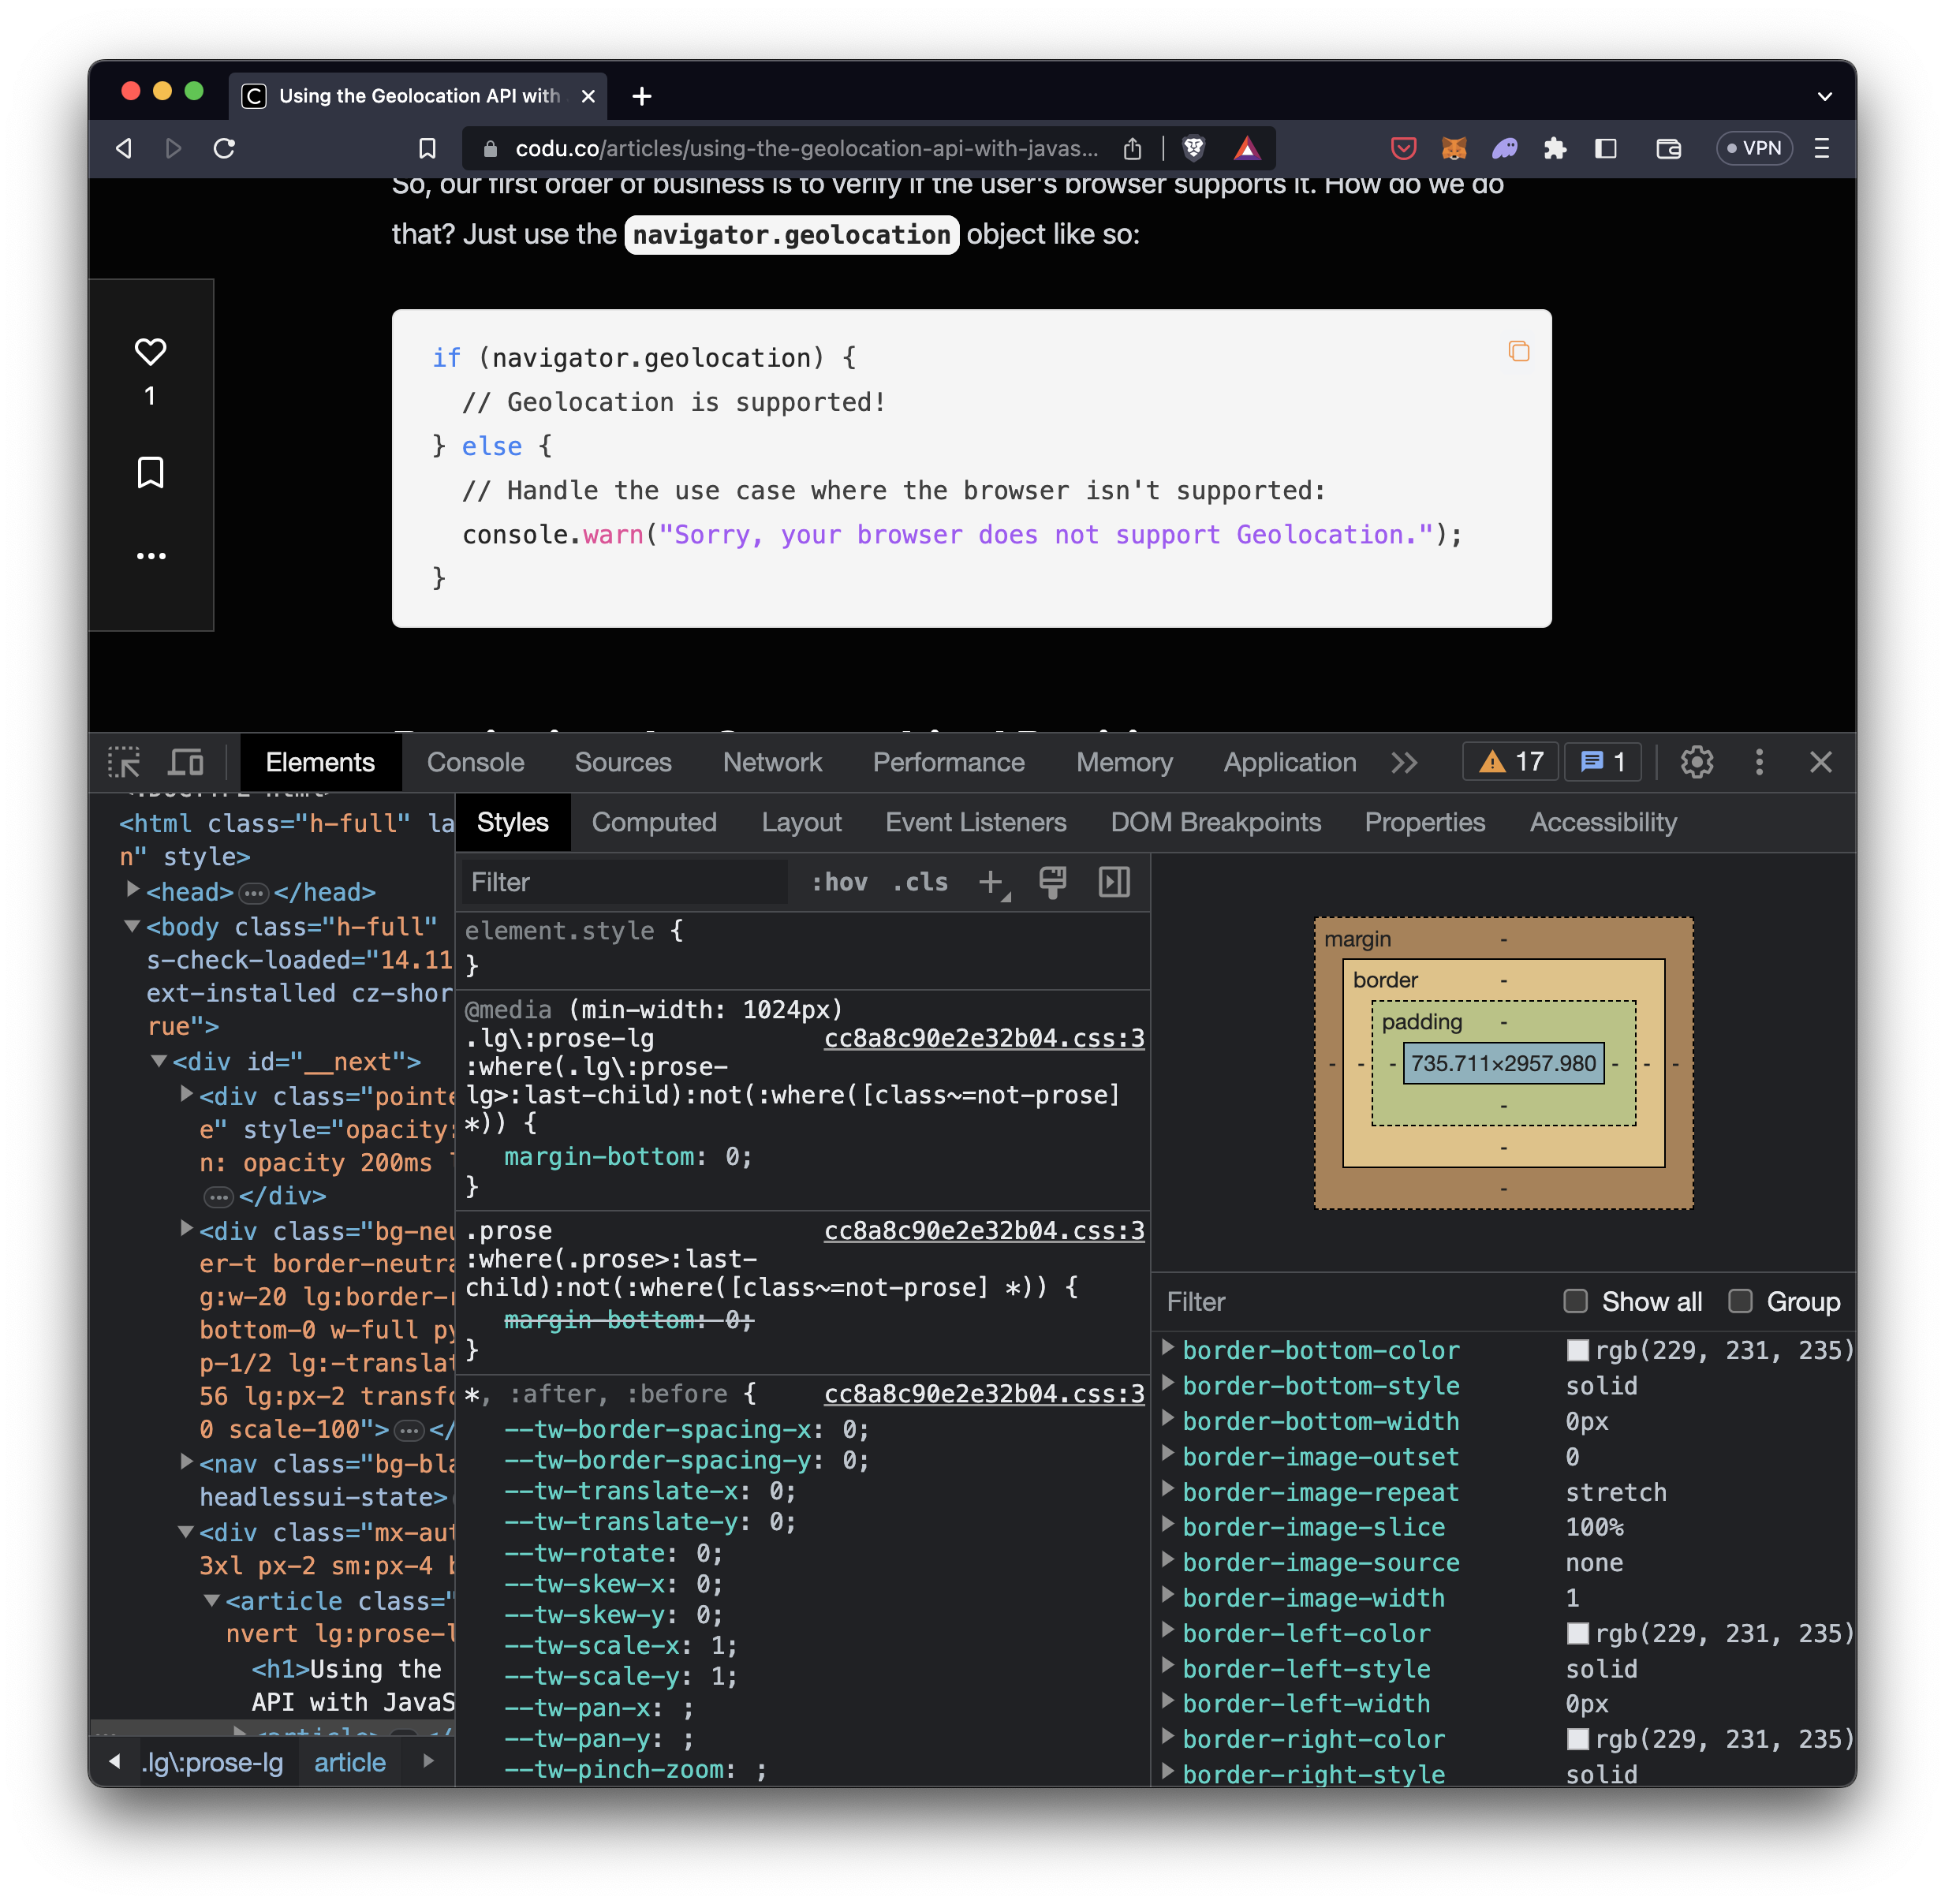 Using the Geolocation API with
codu.co/articles/using-the-geolocation-api-with-javas...
VPN
So, our first order of business is to verify if the user's browser supports it. How do we do
that? Just use the navigator.geolocation object like so:
1
if (navigator.geolocation) {
// Geolocation is supported!
} else {
// Handle the use case where the browser isn't supported:
console.warn("Sorry, your browser does not support Geolocation.");
}
Elements Console Sources Network Performance Memory Application 17 1
<html class="h-full" la
n" style>
<head> </head>
<body class="h-full"
s-check-loaded="14.11
ext-installed cz-shor
rue">
<div id="__next">
<div class="pointe
e" style="opacity:
n: opacity 200ms
</div>
<div class="bg-neu
er-t border-neutra
g:w-20 lg:border-r
bottom-0 w-full py
p-1/2 lg:-translat
56 lg:px-2 transfo
0 scale-100"> </
<nav class="bg-bla
headlessui-state>
<div class="mx-aut
3xl px-2 sm:px-4 b
<article class="
nvert lg:prose-l
<h1>Using the
API with JavaS
.lg\:prose-lg article
Styles Computed Layout Event Listeners DOM Breakpoints Properties Accessibility
Filter :hov .cls
element.style {
}
@media (min-width: 1024px)
.lg\:prose-lg cc8a8c90e2e32b04.css:3
:where(.lg\:prose-
lg>:last-child):not(:where([class~=not-prose]
*)) {
margin-bottom: 0;
}
.prose cc8a8c90e2e32b04.css:3
:where(.prose>:last-
child):not(:where([class~=not-prose] *)) {
margin-bottom: 0;
}
*, :after, :before { cc8a8c90e2e32b04.css:3
--tw-border-spacing-x: 0;
--tw-border-spacing-y: 0;
--tw-translate-x: 0;
--tw-translate-y: 0;
--tw-rotate: 0;
--tw-skew-x: 0;
--tw-skew-y: 0;
--tw-scale-x: 1;
--tw-scale-y: 1;
--tw-pan-x: ;
--tw-pan-y: ;
--tw-pinch-zoom: ;
margin -
border -
padding -
- - - 735.711×2957.980 - - -
-
-
-
Filter Show all Group
border-bottom-color rgb(229, 231, 235)
border-bottom-style solid
border-bottom-width 0px
border-image-outset 0
border-image-repeat stretch
border-image-slice 100%
border-image-source none
border-image-width 1
border-left-color rgb(229, 231, 235)
border-left-style solid
border-left-width 0px
border-right-color rgb(229, 231, 235)
border-right-style solid